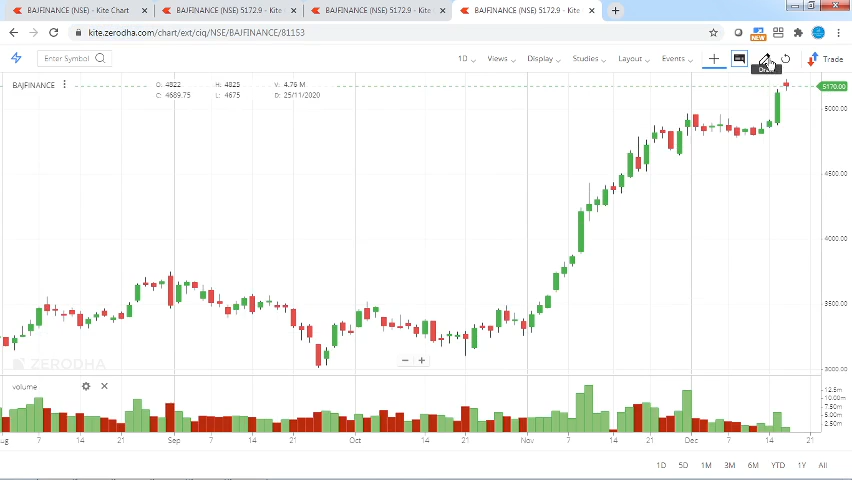 BAJFINANCE (NSE) - Kite Chart
BAJFINANCE (NSE) 5172.9 - Kite
BAJFINANCE (NSE) 5172.9 - Kite
BAJFINANCE (NSE) 5172.9 - Kite
kite.zerodha.com/chart/ext/ciq/NSE/BAJFINANCE/81153
NEW
Enter Symbol
1D Views Display Studies Layout Events Trade
Draw
BAJFINANCE
O: 4822 H: 4825 V: 4.76 M
C: 4689.75 L: 4675 D: 25/11/2020
5170.00
5000.00
4500.00
4000.00
3500.00
3000.00
ZERODHA
volume
12.5m
10.00m
7.50m
5.00m
2.50m
Aug 7 14 21 Sep 7 14 21 Oct 14 21 Nov 7 14 21 Dec 7 14 21
1D 5D 1M 3M 6M YTD 1Y All